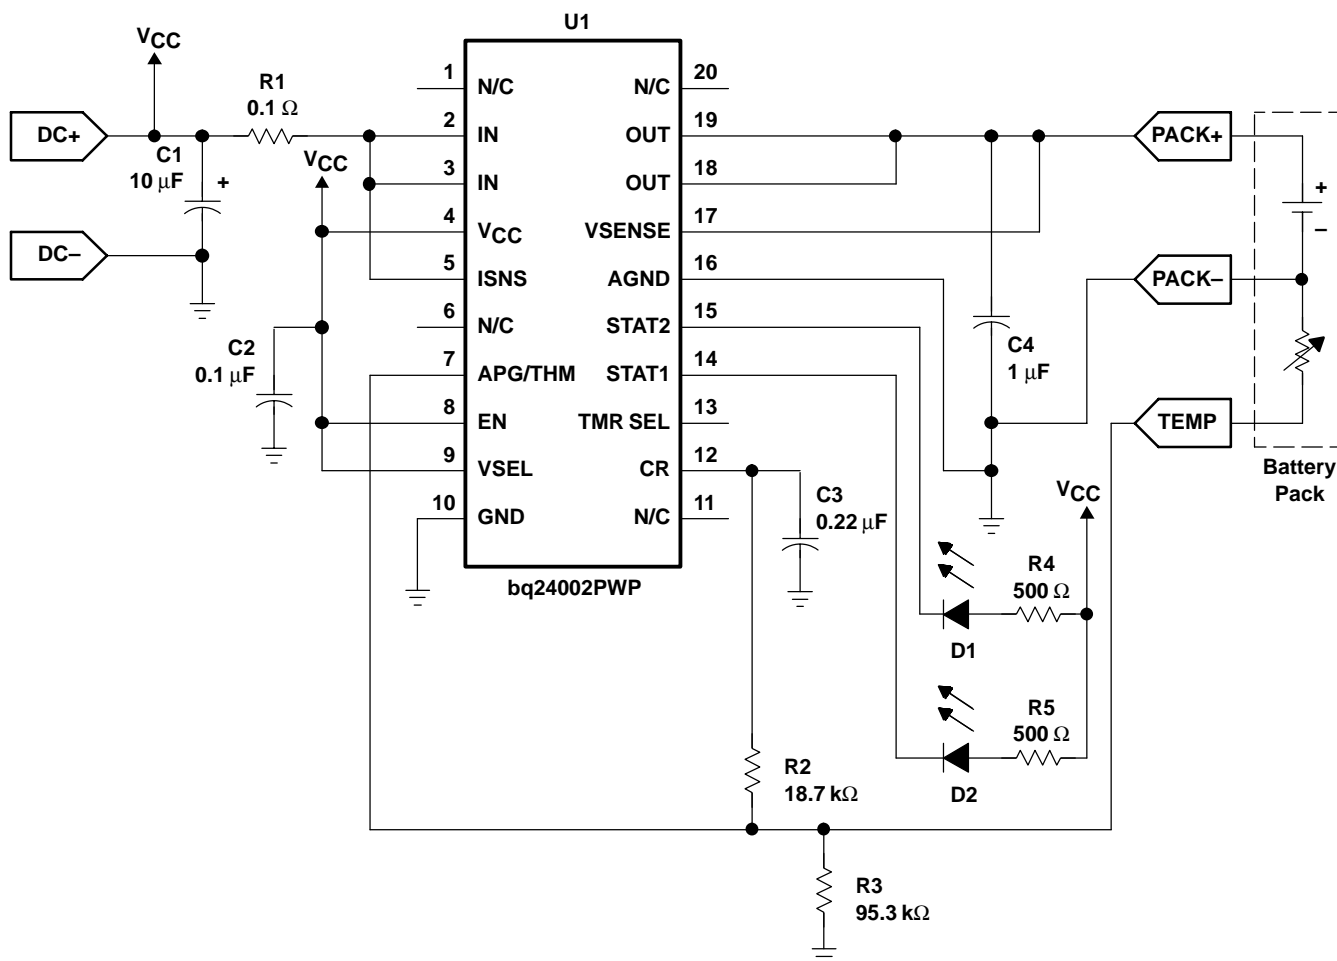 U1
VCC
DC+
DC–
R1
0.1 Ω
C1
10 µF
+
VCC
C2
0.1 µF
1
N/C
2
IN
3
IN
4
VCC
5
ISNS
6
N/C
7
APG/THM
8
EN
9
VSEL
10
GND
20
N/C
19
OUT
18
OUT
17
VSENSE
16
AGND
15
STAT2
14
STAT1
13
TMR SEL
12
CR
11
N/C
bq24002PWP
C3
0.22 µF
C4
1 µF
PACK+
PACK–
TEMP
+
–
Battery
Pack
VCC
R4
500 Ω
D1
R5
500 Ω
D2
R2
18.7 kΩ
R3
95.3 kΩ